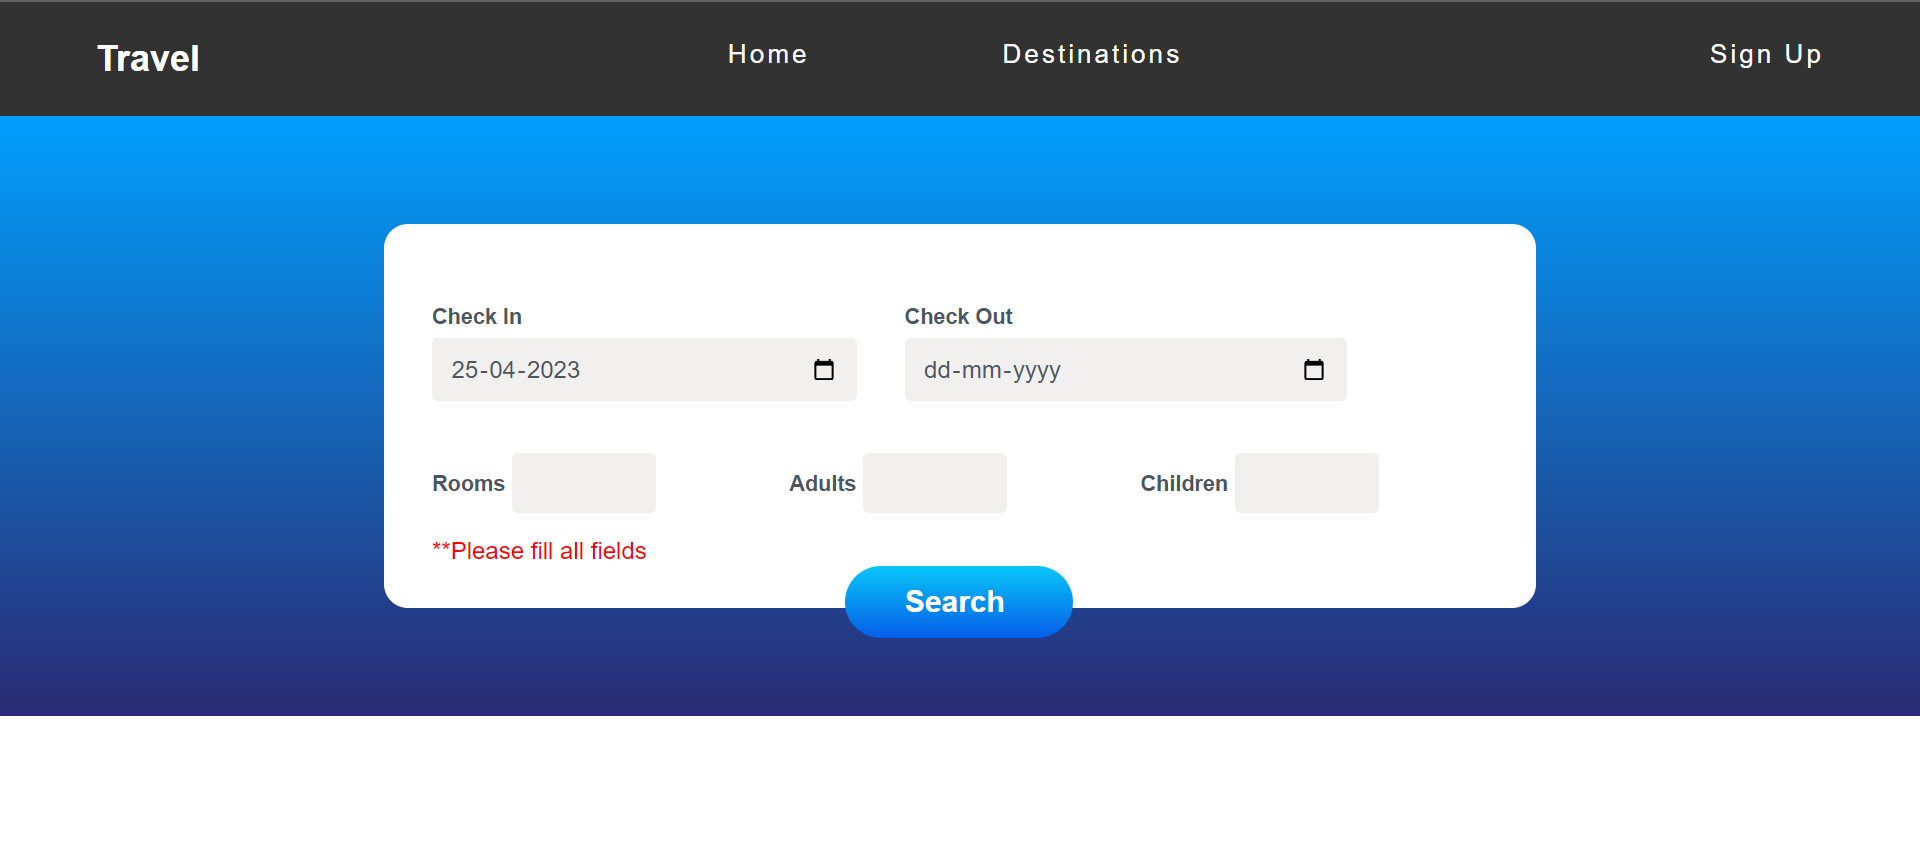 Travel
Home
Destinations
Sign Up
Check In
Check Out
25-04-2023
dd-mm-yyyy
Rooms
Adults
Children
**Please fill all fields
Search